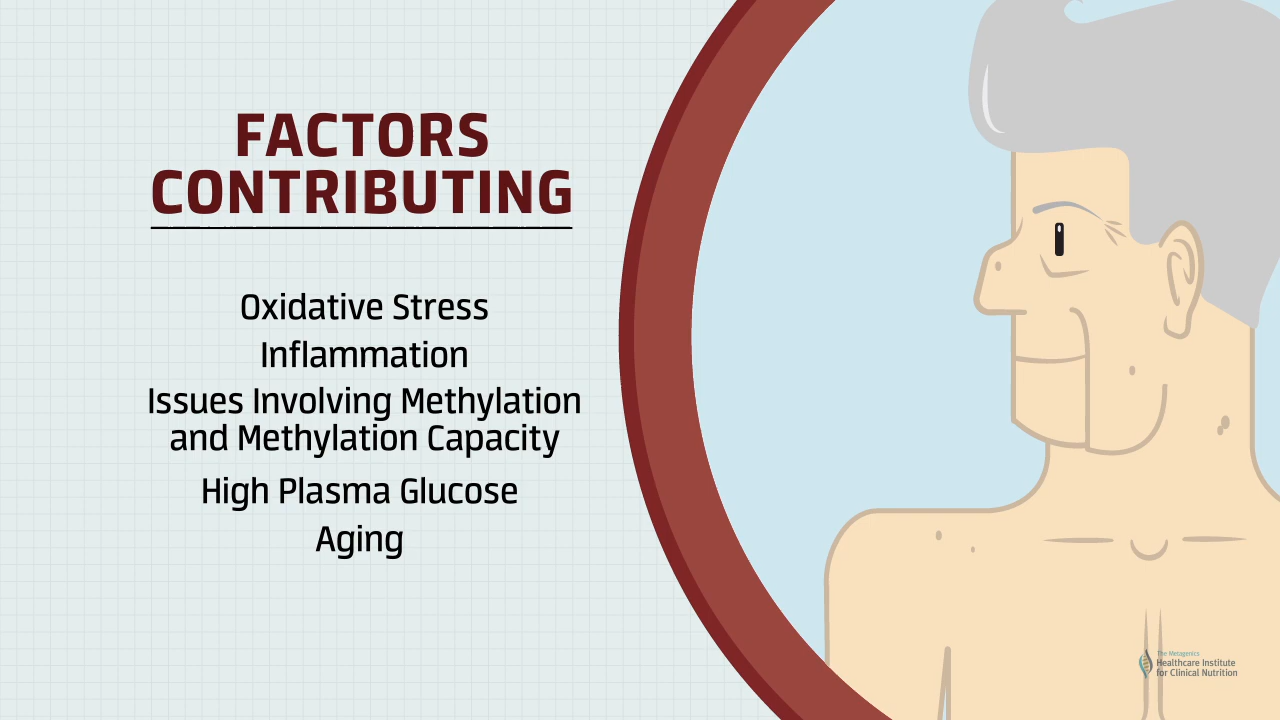 FACTORS
CONTRIBUTING
Oxidative Stress
Inflammation
Issues Involving Methylation
and Methylation Capacity
High Plasma Glucose
Aging
The Metagenics
Healthcare Institute
for Clinical Nutrition